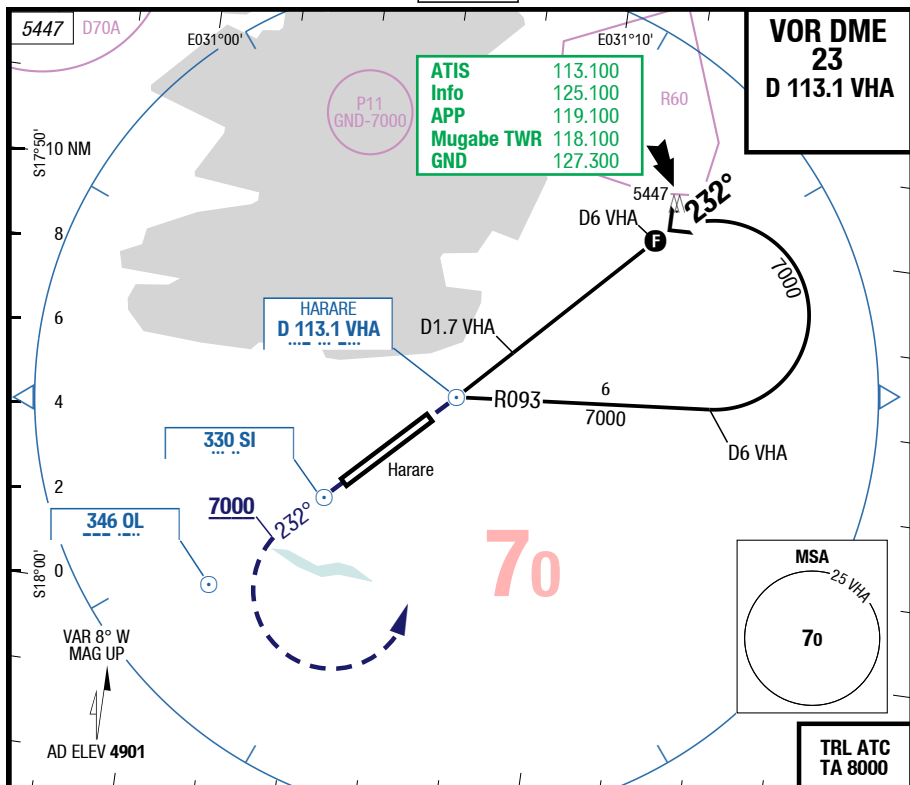 5447
D70A
E031°00'
E031°10'
VOR DME
23
D 113.1 VHA
ATIS 113.100
Info 125.100
APP 119.100
Mugabe TWR 118.100
GND 127.300
P11
GND-7000
R60
S17°50'
10 NM
8
6
4
2
0
S18°00'
5447
232°
D6 VHA
F
7000
HARARE
D 113.1 VHA
D1.7 VHA
R093
6
7000
D6 VHA
330 SI
Harare
346 OL
7000
232°
70
MSA
25 VHA
70
VAR 8° W
MAG UP
AD ELEV 4901
TRL ATC
TA 8000